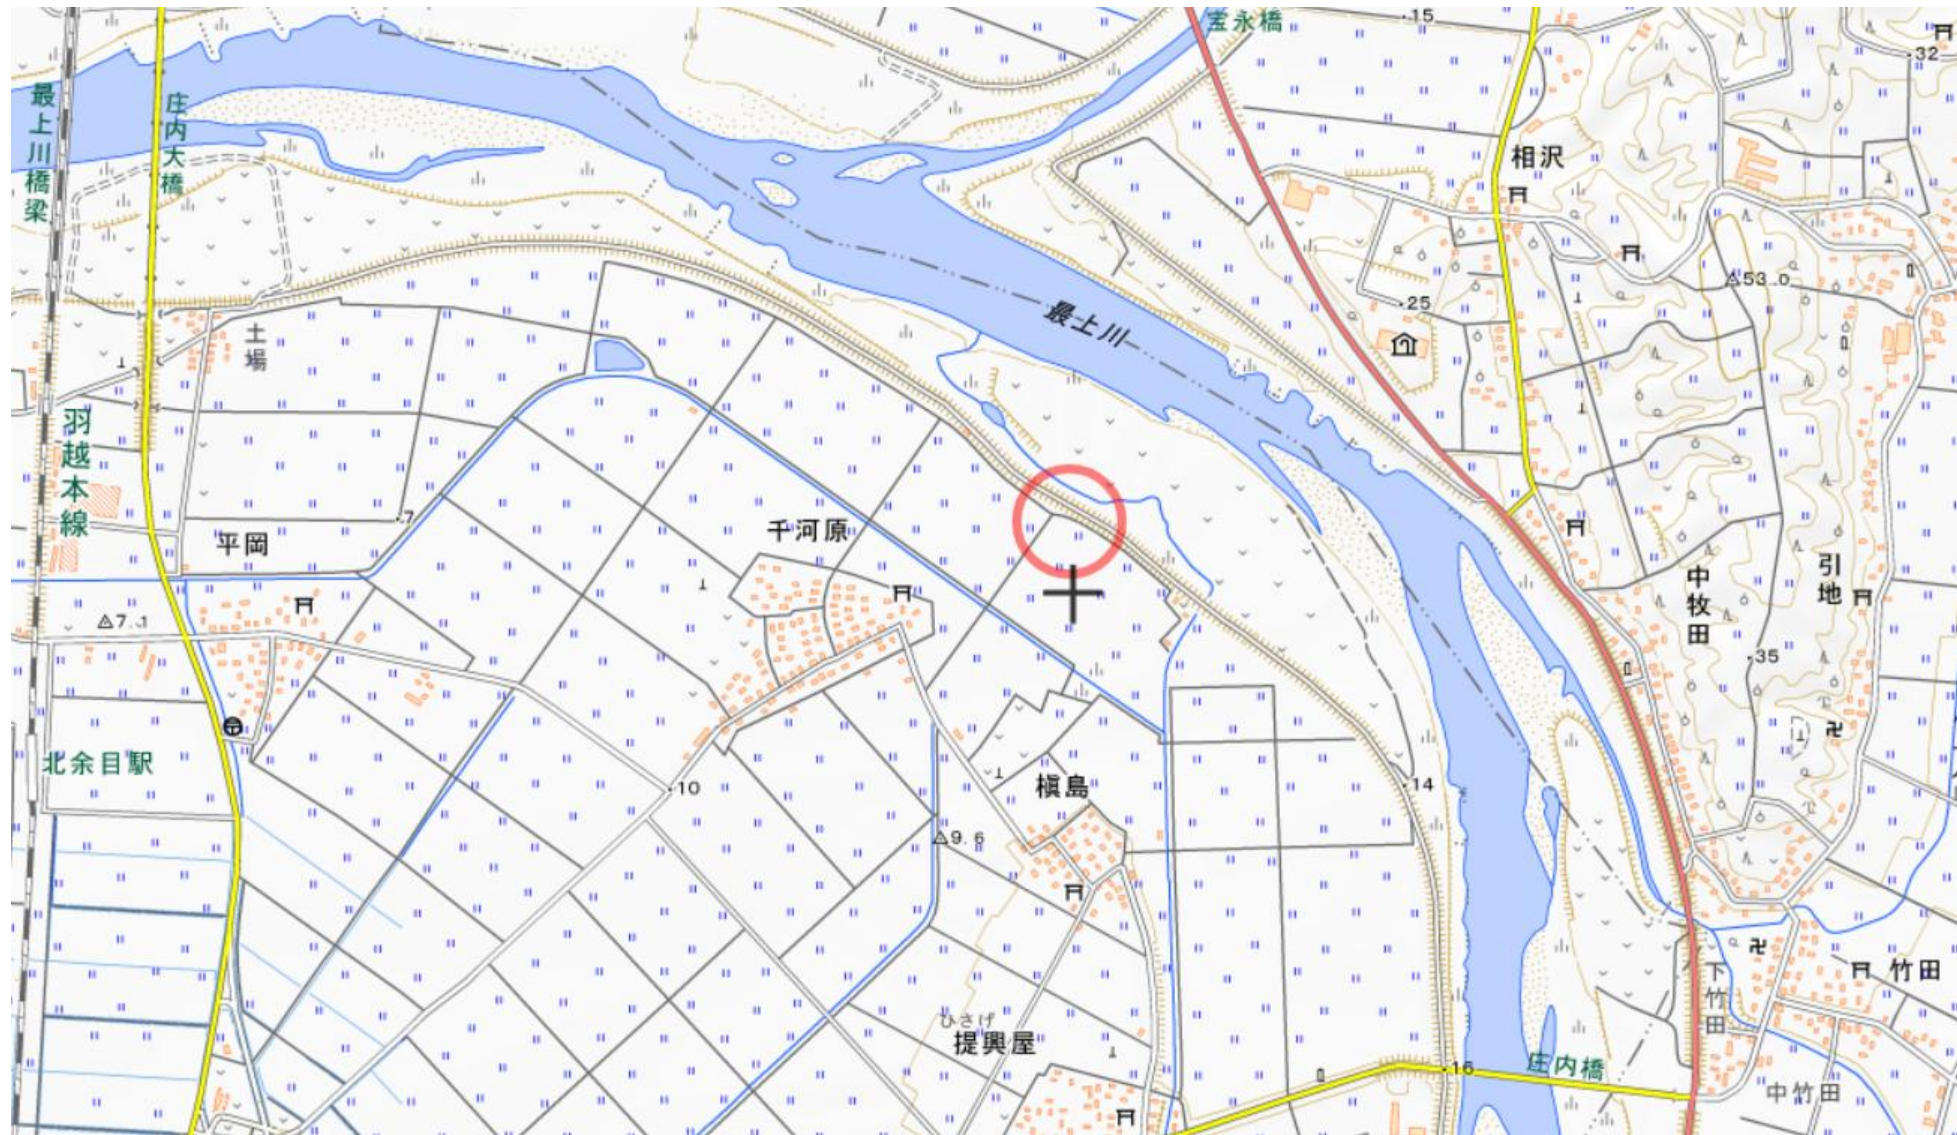 宝永橋
15
32
最上川橋梁
庄内大橋
相沢
53.0
最上川
25
土場
羽越本線
7
平岡
千河原
引地
中牧田
7.1
35
北余目駅
槇島
10
14
9.6
竹田
下竹田
ひさげ
提興屋
16
庄内橋
中竹田